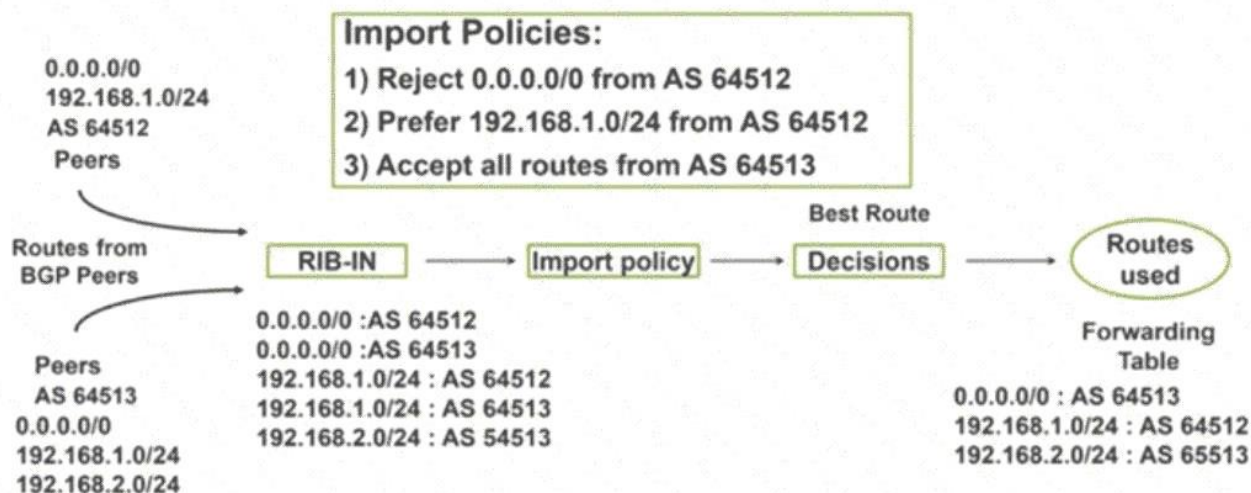 Import Policies:
1) Reject 0.0.0.0/0 from AS 64512
2) Prefer 192.168.1.0/24 from AS 64512
3) Accept all routes from AS 64513
0.0.0.0/0
192.168.1.0/24
AS 64512
Peers
Routes from
BGP Peers
Peers
AS 64513
0.0.0.0/0
192.168.1.0/24
192.168.2.0/24
RIB-IN
0.0.0.0/0 :AS 64512
0.0.0.0/0 :AS 64513
192.168.1.0/24 : AS 64512
192.168.1.0/24 : AS 64513
192.168.2.0/24 : AS 54513
Import policy
Best Route
Decisions
Routes
used
Forwarding
Table
0.0.0.0/0 : AS 64513
192.168.1.0/24 : AS 64512
192.168.2.0/24 : AS 65513